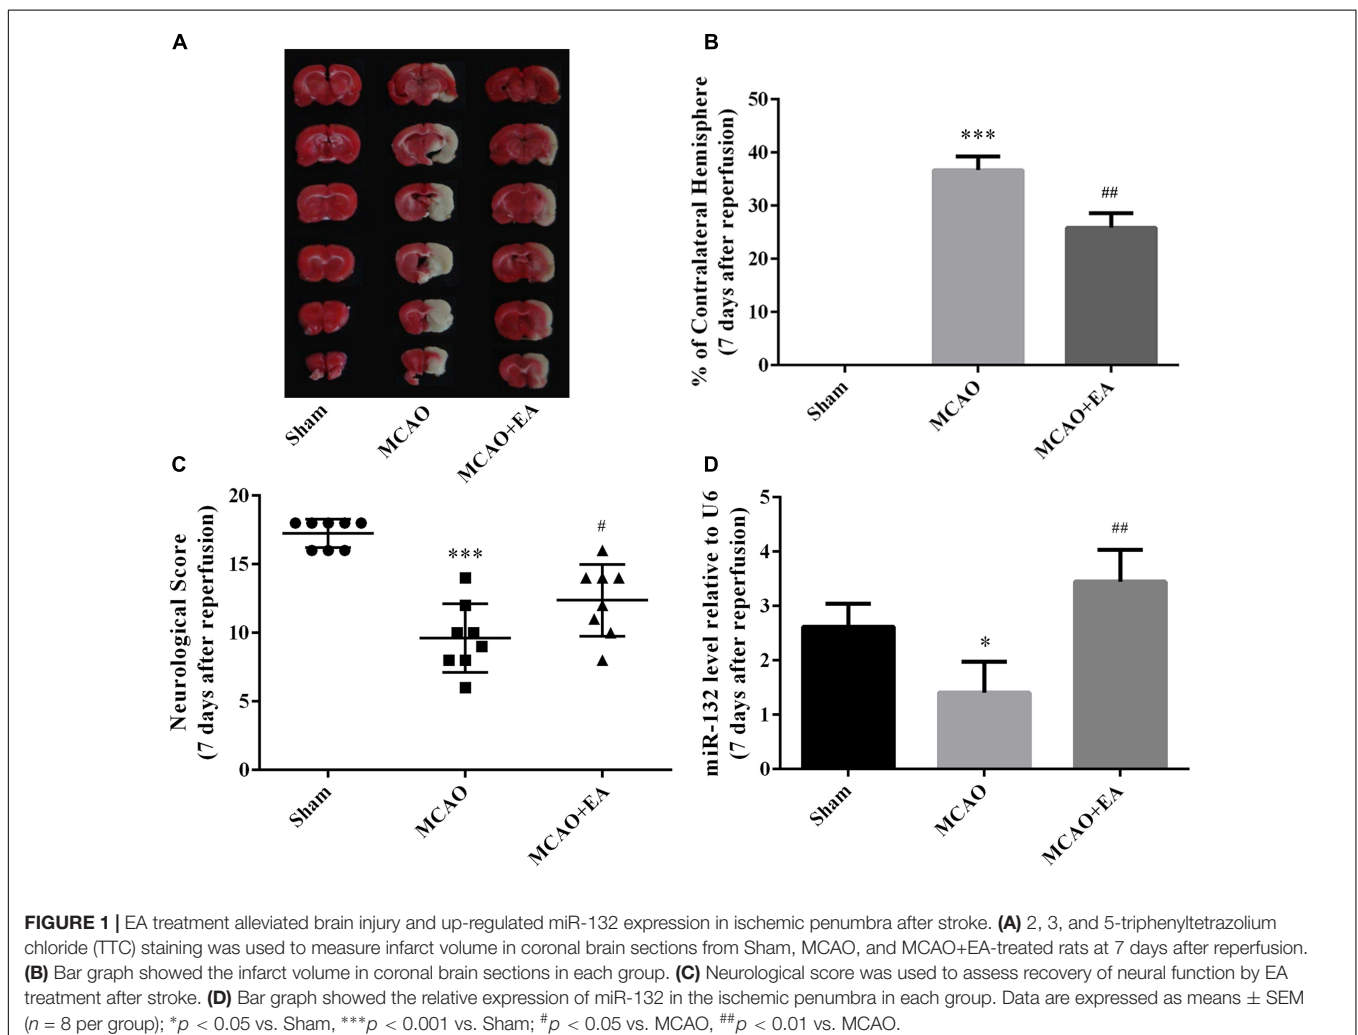 A
Sham
MCAO
MCAO+EA
B
% of Contralateral Hemisphere
(7 days after reperfusion)
50
40
30
20
10
0
***
##
Sham
MCAO
MCAO+EA
C
Neurological Score
(7 days after reperfusion)
20
15
10
5
0
***
#
Sham
MCAO
MCAO+EA
D
miR-132 level relative to U6
(7 days after reperfusion)
5
4
3
2
1
0
*
##
Sham
MCAO
MCAO+EA
FIGURE 1 | EA treatment alleviated brain injury and up-regulated miR-132 expression in ischemic penumbra after stroke. (A) 2, 3, and 5-triphenyltetrazolium
chloride (TTC) staining was used to measure infarct volume in coronal brain sections from Sham, MCAO, and MCAO+EA-treated rats at 7 days after reperfusion.
(B) Bar graph showed the infarct volume in coronal brain sections in each group. (C) Neurological score was used to assess recovery of neural function by EA
treatment after stroke. (D) Bar graph showed the relative expression of miR-132 in the ischemic penumbra in each group. Data are expressed as means ± SEM
(n = 8 per group); *p < 0.05 vs. Sham, ***p < 0.001 vs. Sham; #p < 0.05 vs. MCAO, ##p < 0.01 vs. MCAO.